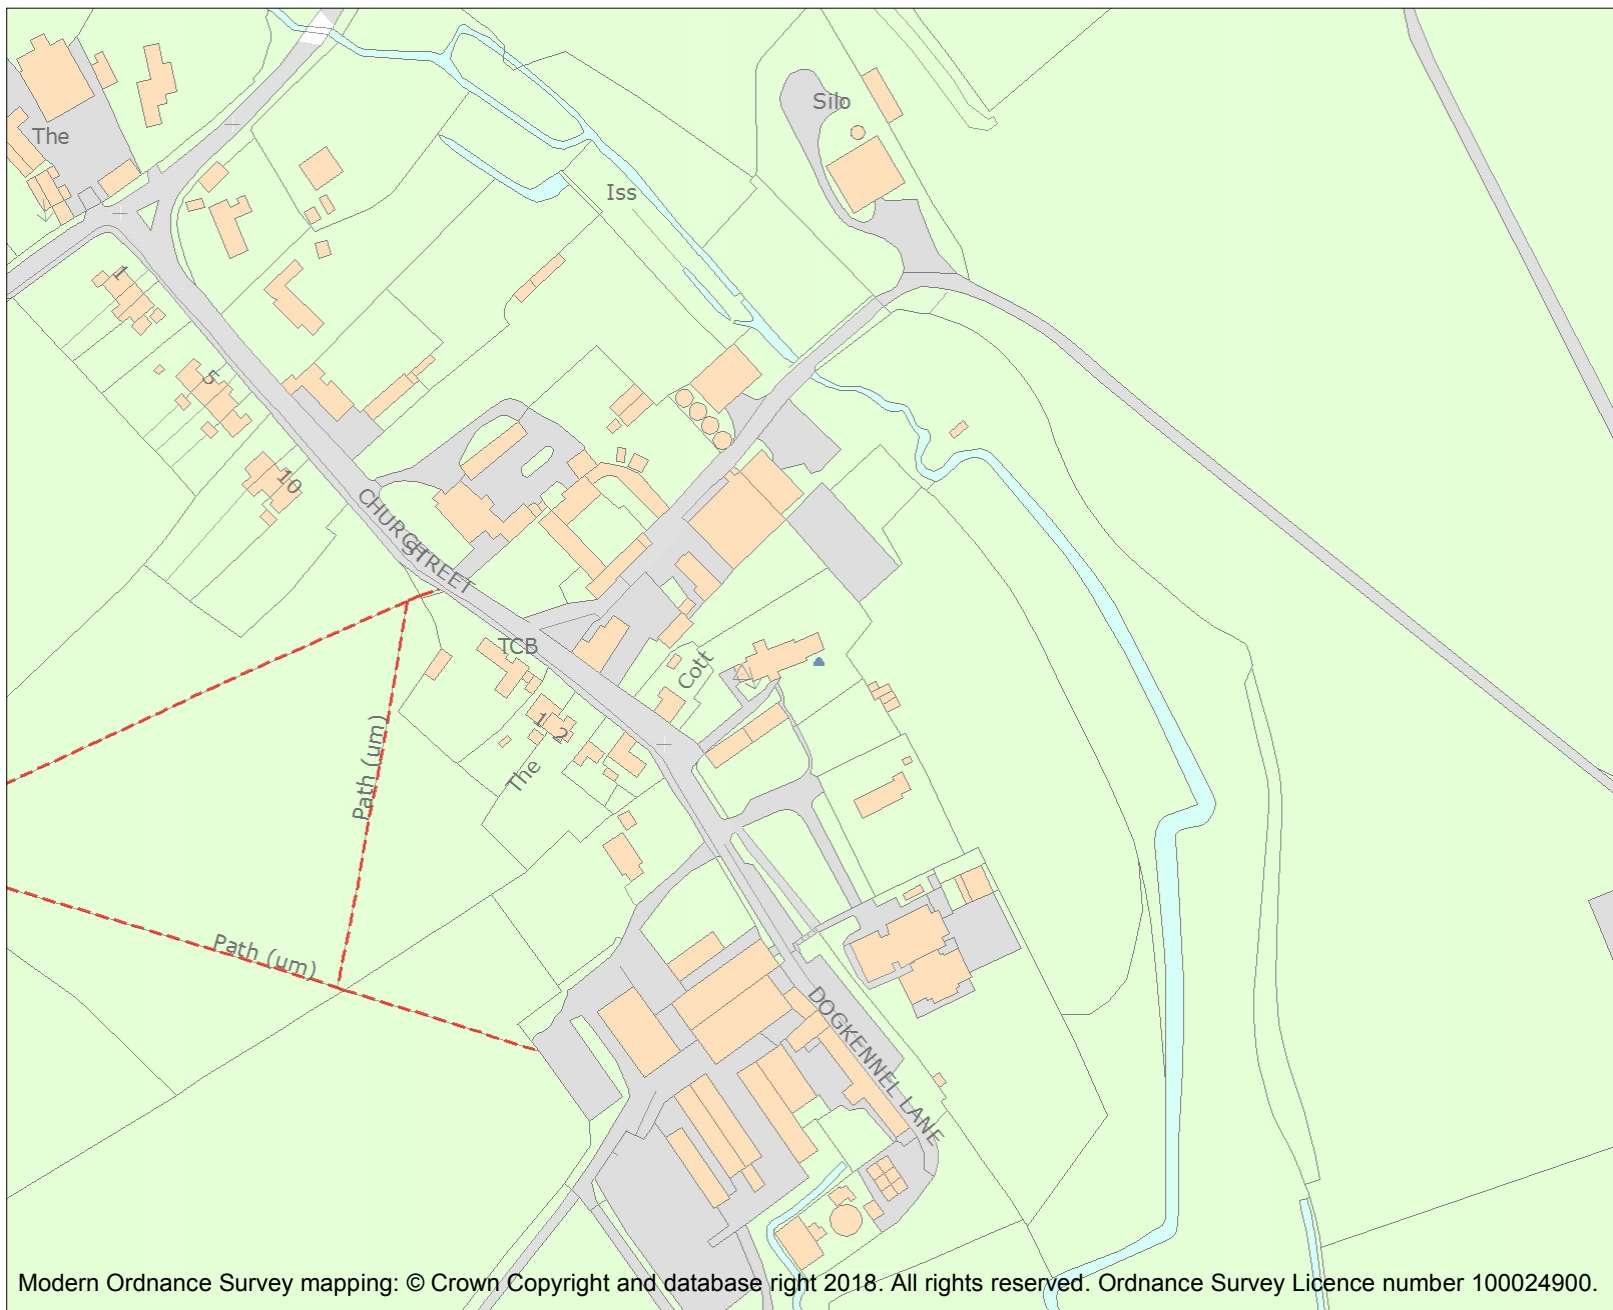 Silo
The
Iss
1
5
10
CHURCH
STREET
TCB
Cott
1
2
The
Path (um)
Path (um)
DOGKENNEL LANE
Modern Ordnance Survey mapping: © Crown Copyright and database right 2018. All rights reserved. Ordnance Survey Licence number 100024900.